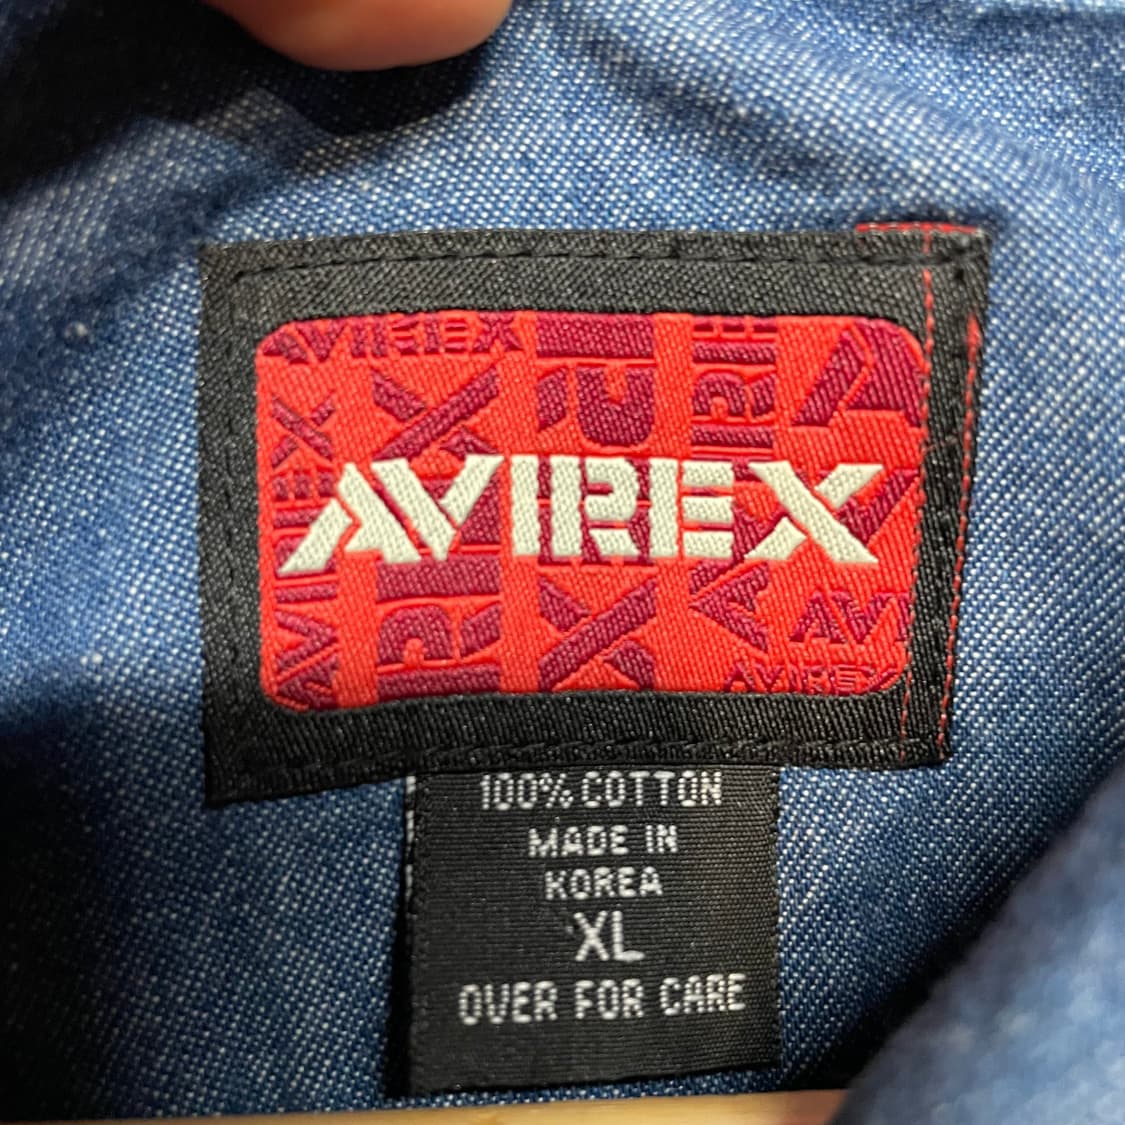 AVIREX
100% COTTON
MADE IN
KOREA
XL
OVER FOR CARE